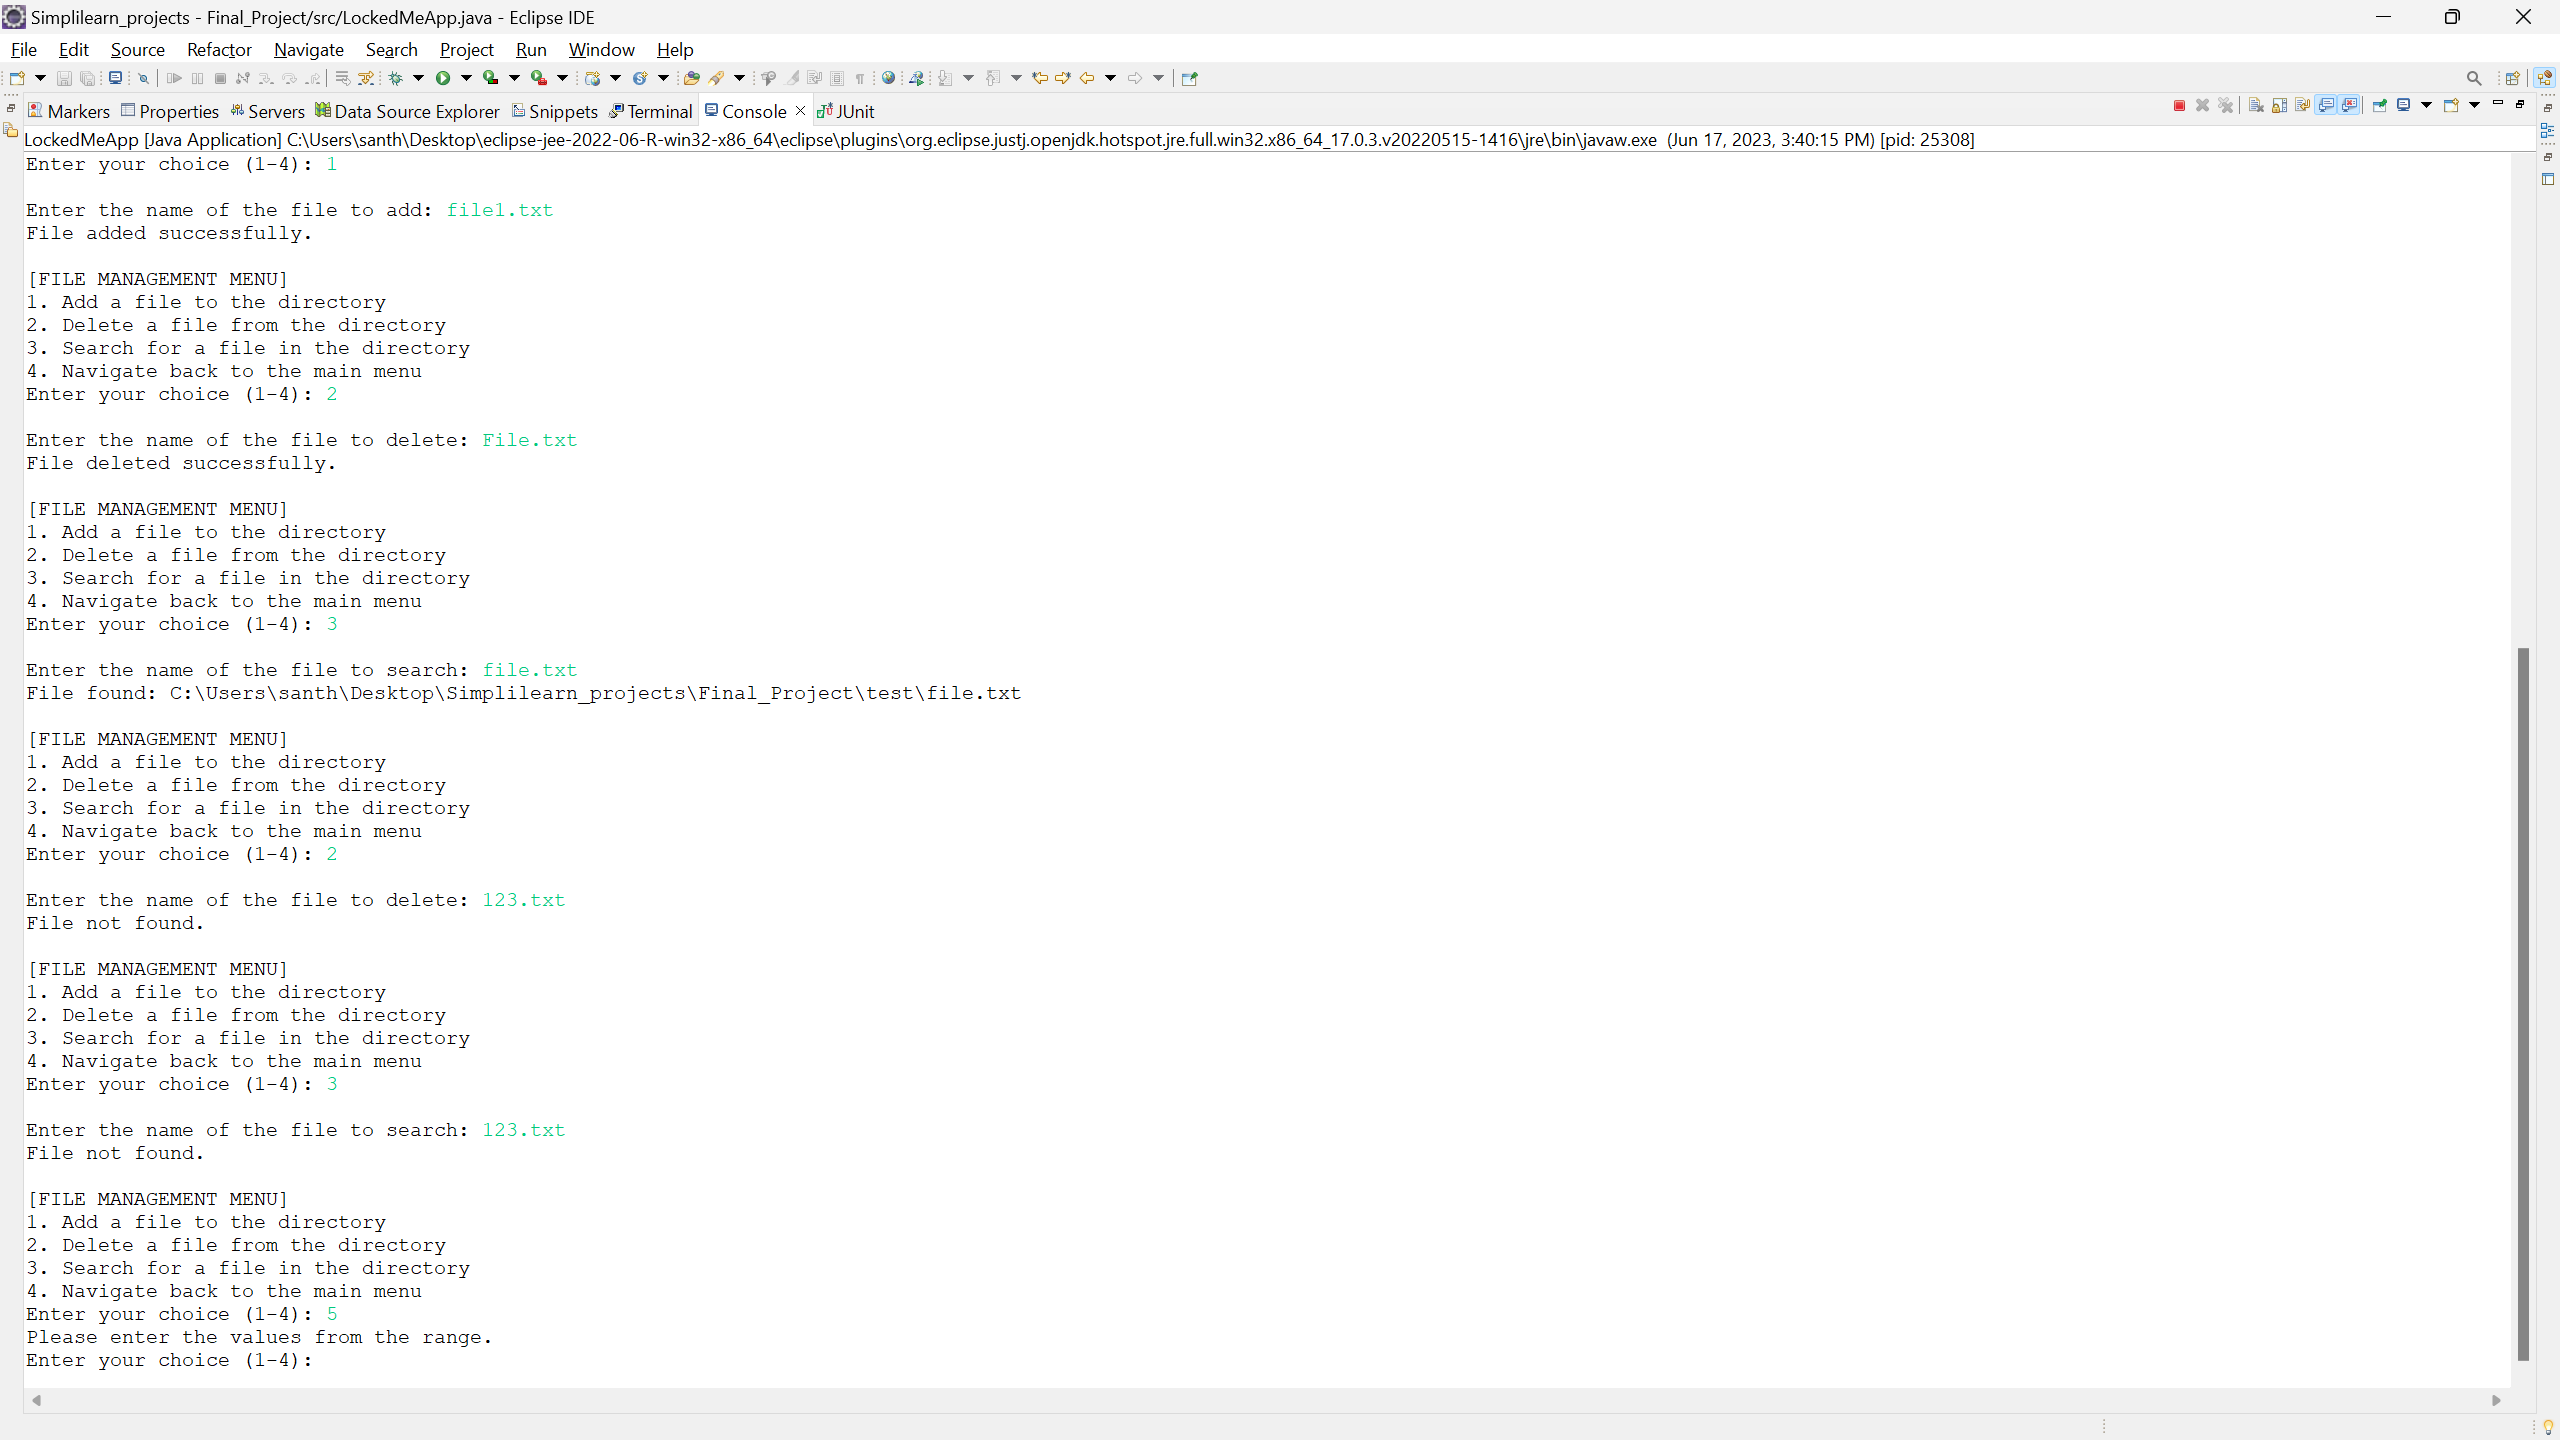 Simplilearn_projects - Final_Project/src/LockedMeApp.java - Eclipse IDE
File Edit Source Refactor Navigate Search Project Run Window Help
Markers Properties Servers Data Source Explorer Snippets Terminal Console JUnit
LockedMeApp [Java Application] C:\Users\santh\Desktop\eclipse-jee-2022-06-R-win32-x86_64\eclipse\plugins\org.eclipse.justj.openjdk.hotspot.jre.full.win32.x86_64_17.0.3.v20220515-1416\jre\bin\javaw.exe (Jun 17, 2023, 3:40:15 PM) [pid: 25308]
Enter your choice (1-4): 1
Enter the name of the file to add: file1.txt
File added successfully.
[FILE MANAGEMENT MENU]
1. Add a file to the directory
2. Delete a file from the directory
3. Search for a file in the directory
4. Navigate back to the main menu
Enter your choice (1-4): 2
Enter the name of the file to delete: File.txt
File deleted successfully.
[FILE MANAGEMENT MENU]
1. Add a file to the directory
2. Delete a file from the directory
3. Search for a file in the directory
4. Navigate back to the main menu
Enter your choice (1-4): 3
Enter the name of the file to search: file.txt
File found: C:\Users\santh\Desktop\Simplilearn_projects\Final_Project\test\file.txt
[FILE MANAGEMENT MENU]
1. Add a file to the directory
2. Delete a file from the directory
3. Search for a file in the directory
4. Navigate back to the main menu
Enter your choice (1-4): 2
Enter the name of the file to delete: 123.txt
File not found.
[FILE MANAGEMENT MENU]
1. Add a file to the directory
2. Delete a file from the directory
3. Search for a file in the directory
4. Navigate back to the main menu
Enter your choice (1-4): 3
Enter the name of the file to search: 123.txt
File not found.
[FILE MANAGEMENT MENU]
1. Add a file to the directory
2. Delete a file from the directory
3. Search for a file in the directory
4. Navigate back to the main menu
Enter your choice (1-4): 5
Please enter the values from the range.
Enter your choice (1-4):